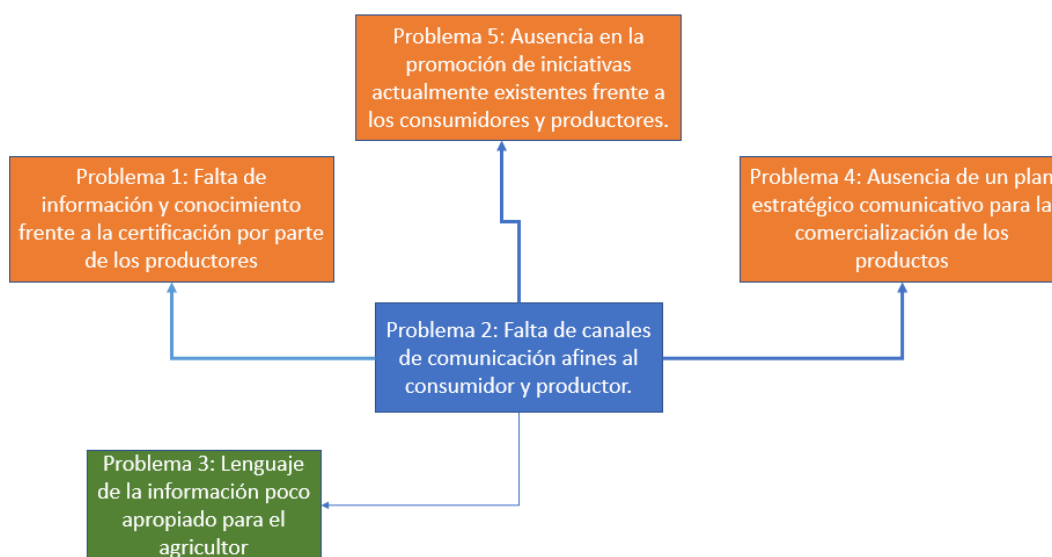 Problema 5: Ausencia en la
promoción de iniciativas
actualmente existentes frente a
los consumidores y productores.
Problema 1: Falta de
información y conocimiento
frente a la certificación por parte
de los productores
Problema 4: Ausencia de un plan
estratégico comunicativo para la
comercialización de los
productos
Problema 2: Falta de canales
de comunicación afines al
consumidor y productor.
Problema 3: Lenguaje
de la información poco
apropiado para el
agricultor